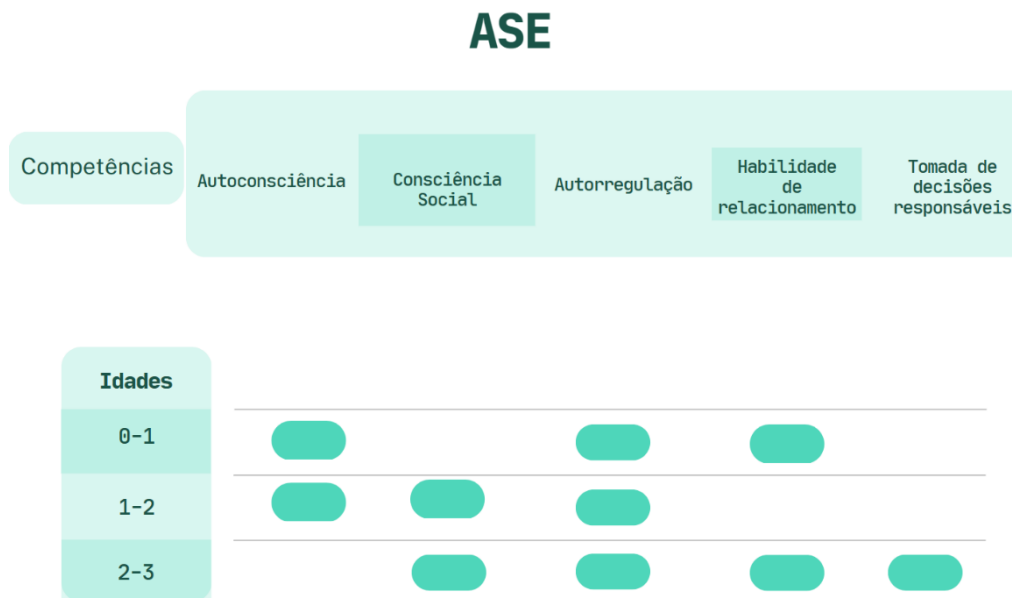 ASE
Competências
Autoconsciência
Consciência
Social
Autorregulação
Habilidade
de
relacionamento
Tomada de
decisões
responsáveis
Idades
0-1
1-2
2-3